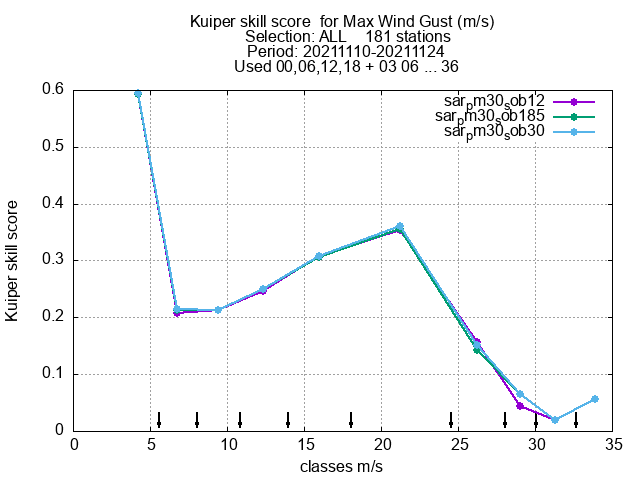 Kuiper skill score  for Max Wind Gust (m/s)
Selection: ALL    181 stations
Period: 20211110-20211124
Used 00,06,12,18 + 03 06 ... 36
sar_pm30_sob12
sar_pm30_sob185
sar_pm30_sob30
0.6
0.5
0.4
0.3
0.2
0.1
0
Kuiper skill score
0 5 10 15 20 25 30 35
classes m/s